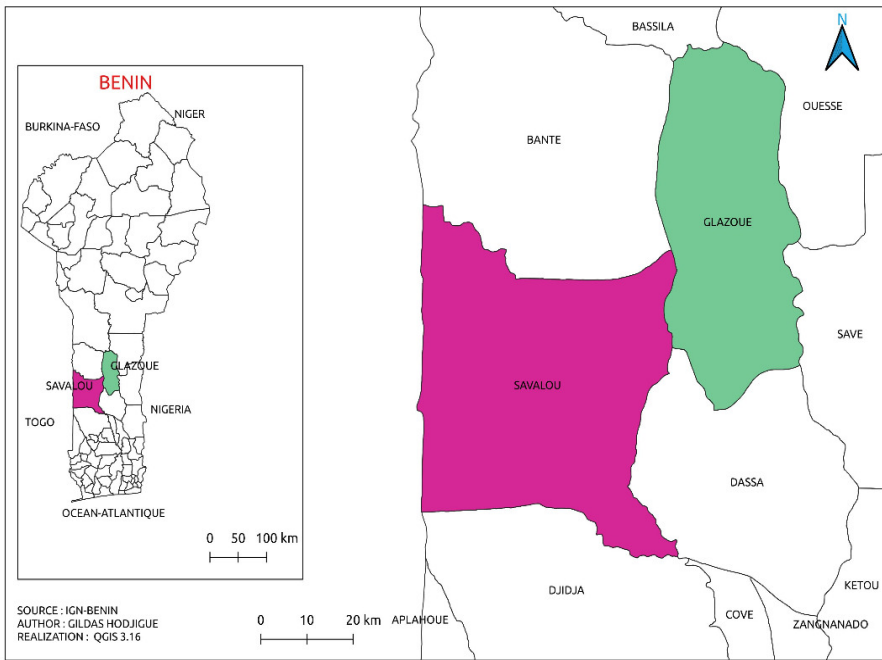 BENIN
BURKINA-FASO
NIGER
GLAZOUE
SAVALOU
TOGO
NIGERIA
OCEAN-ATLANTIQUE
0 50 100 km
SOURCE : IGN-BENIN
AUTHOR : GILDAS HODJIGUE
REALIZATION : QGIS 3.16
0 10 20 km
N
BASSILA
OUESSE
BANTE
GLAZOUE
SAVE
SAVALOU
DASSA
DJIDJA
KETOU
APLAHOUE
COVE
ZANGNANADO